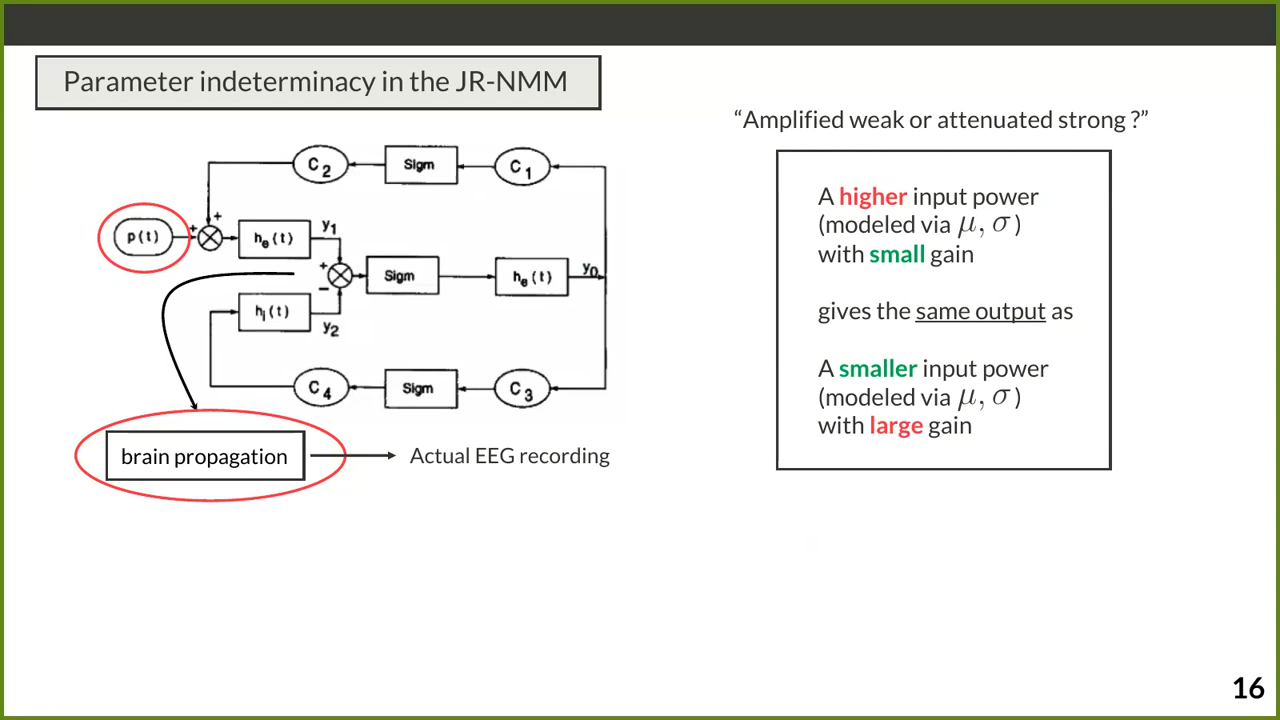 Parameter indeterminacy in the JR-NMM
“Amplified weak or attenuated strong ?”
C2
Sigm
C1
+
+
p(t)
he(t)
y1
+
Sigm
he(t)
y0
−
hi(t)
y2
C4
Sigm
C3
brain propagation
Actual EEG recording
A higher input power
(modeled via μ, σ )
with small gain
gives the same output as
A smaller input power
(modeled via μ, σ )
with large gain
16